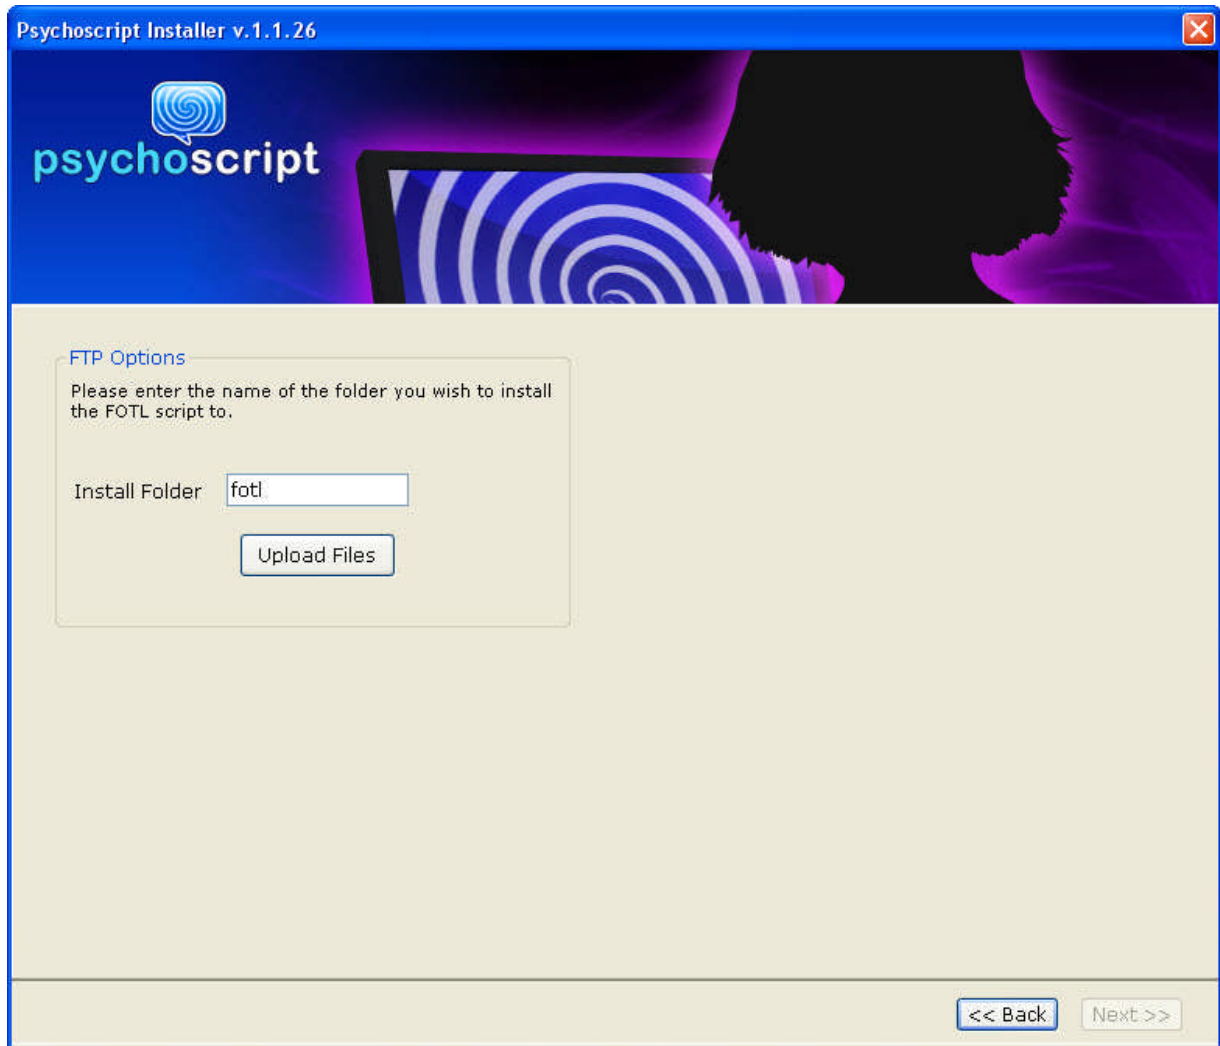 Psychoscript Installer v.1.1.26
psychoscript
FTP Options
Please enter the name of the folder you wish to install
the FOTL script to.
Install Folder
fotl
Upload Files
<< Back
Next >>